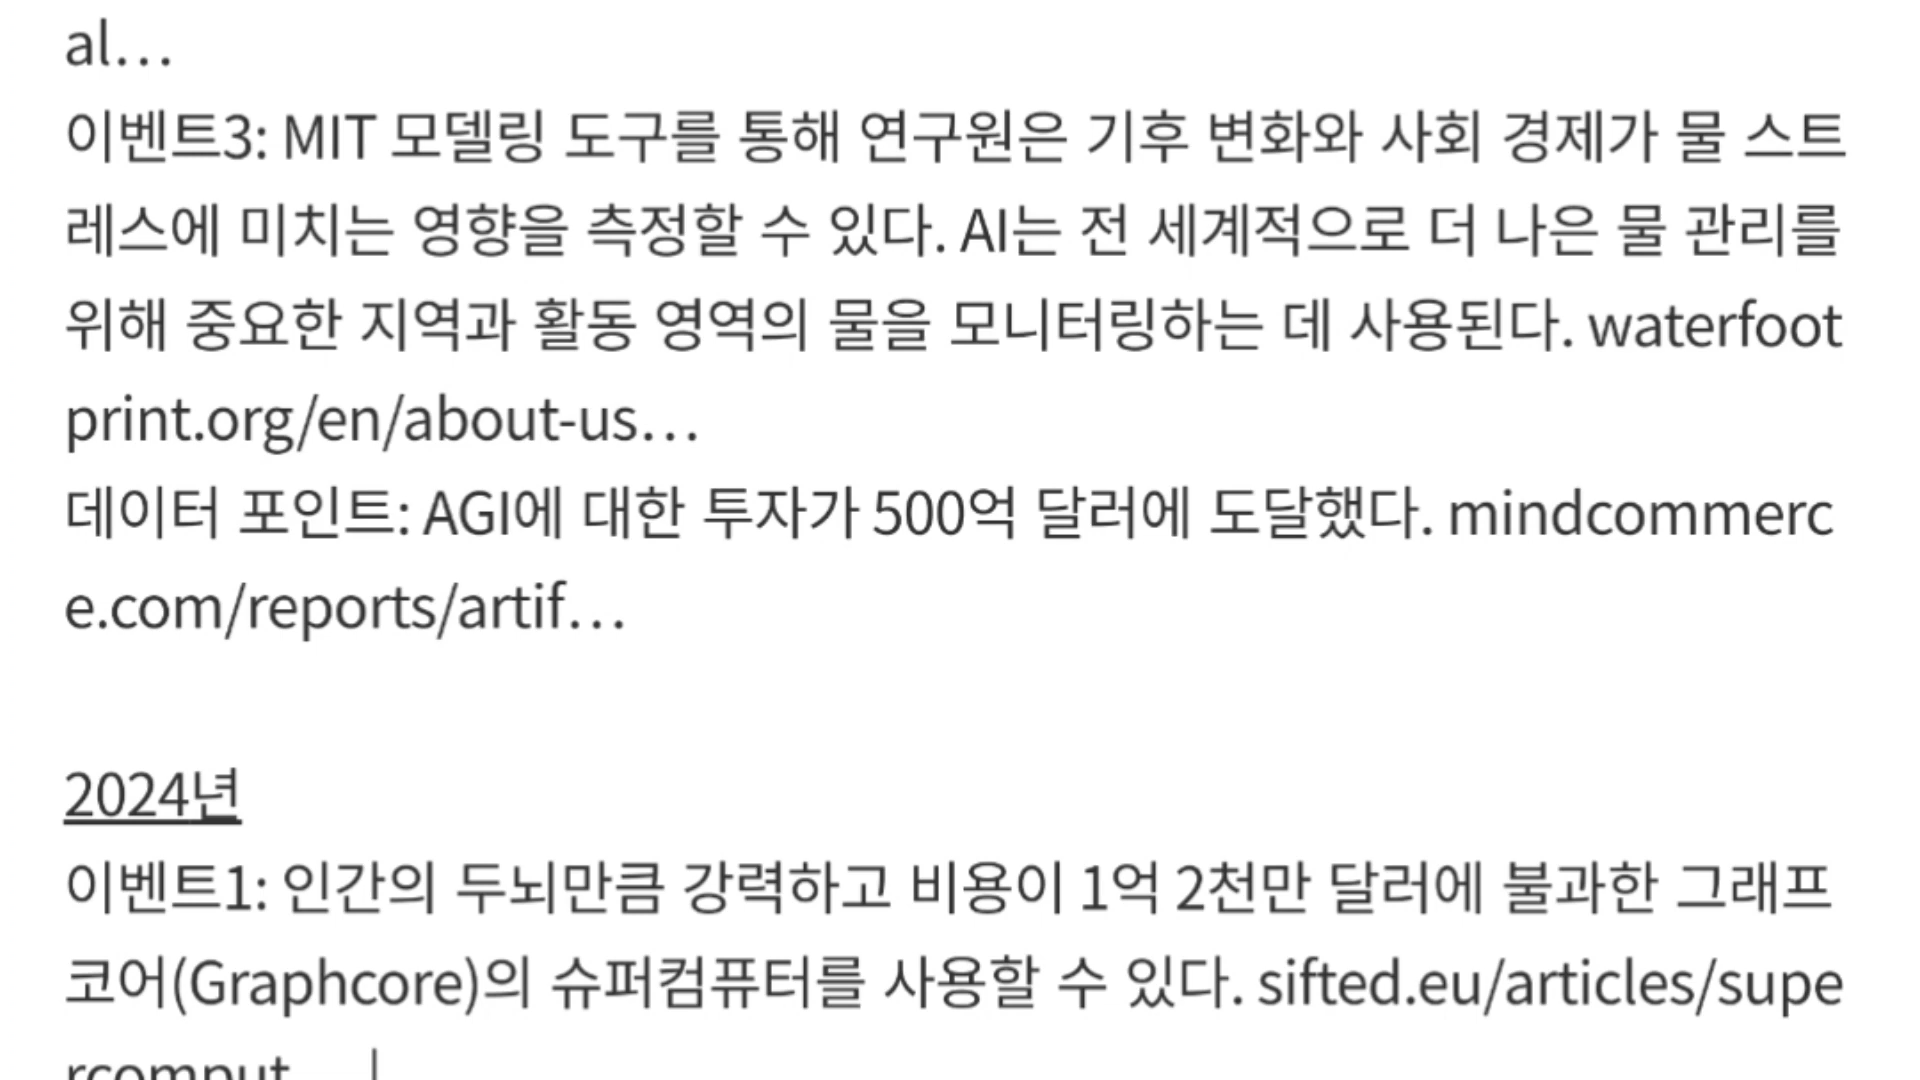 al…
이벤트3: MIT 모델링 도구를 통해 연구원은 기후 변화와 사회 경제가 물 스트
레스에 미치는 영향을 측정할 수 있다. AI는 전 세계적으로 더 나은 물 관리를
위해 중요한 지역과 활동 영역의 물을 모니터링하는 데 사용된다. waterfoot
print.org/en/about-us…
데이터 포인트: AGI에 대한 투자가 500억 달러에 도달했다. mindcommerc
e.com/reports/artif…
2024년
이벤트1: 인간의 두뇌만큼 강력하고 비용이 1억 2천만 달러에 불과한 그래프
코어(Graphcore)의 슈퍼컴퓨터를 사용할 수 있다. sifted.eu/articles/supe
rcomput…